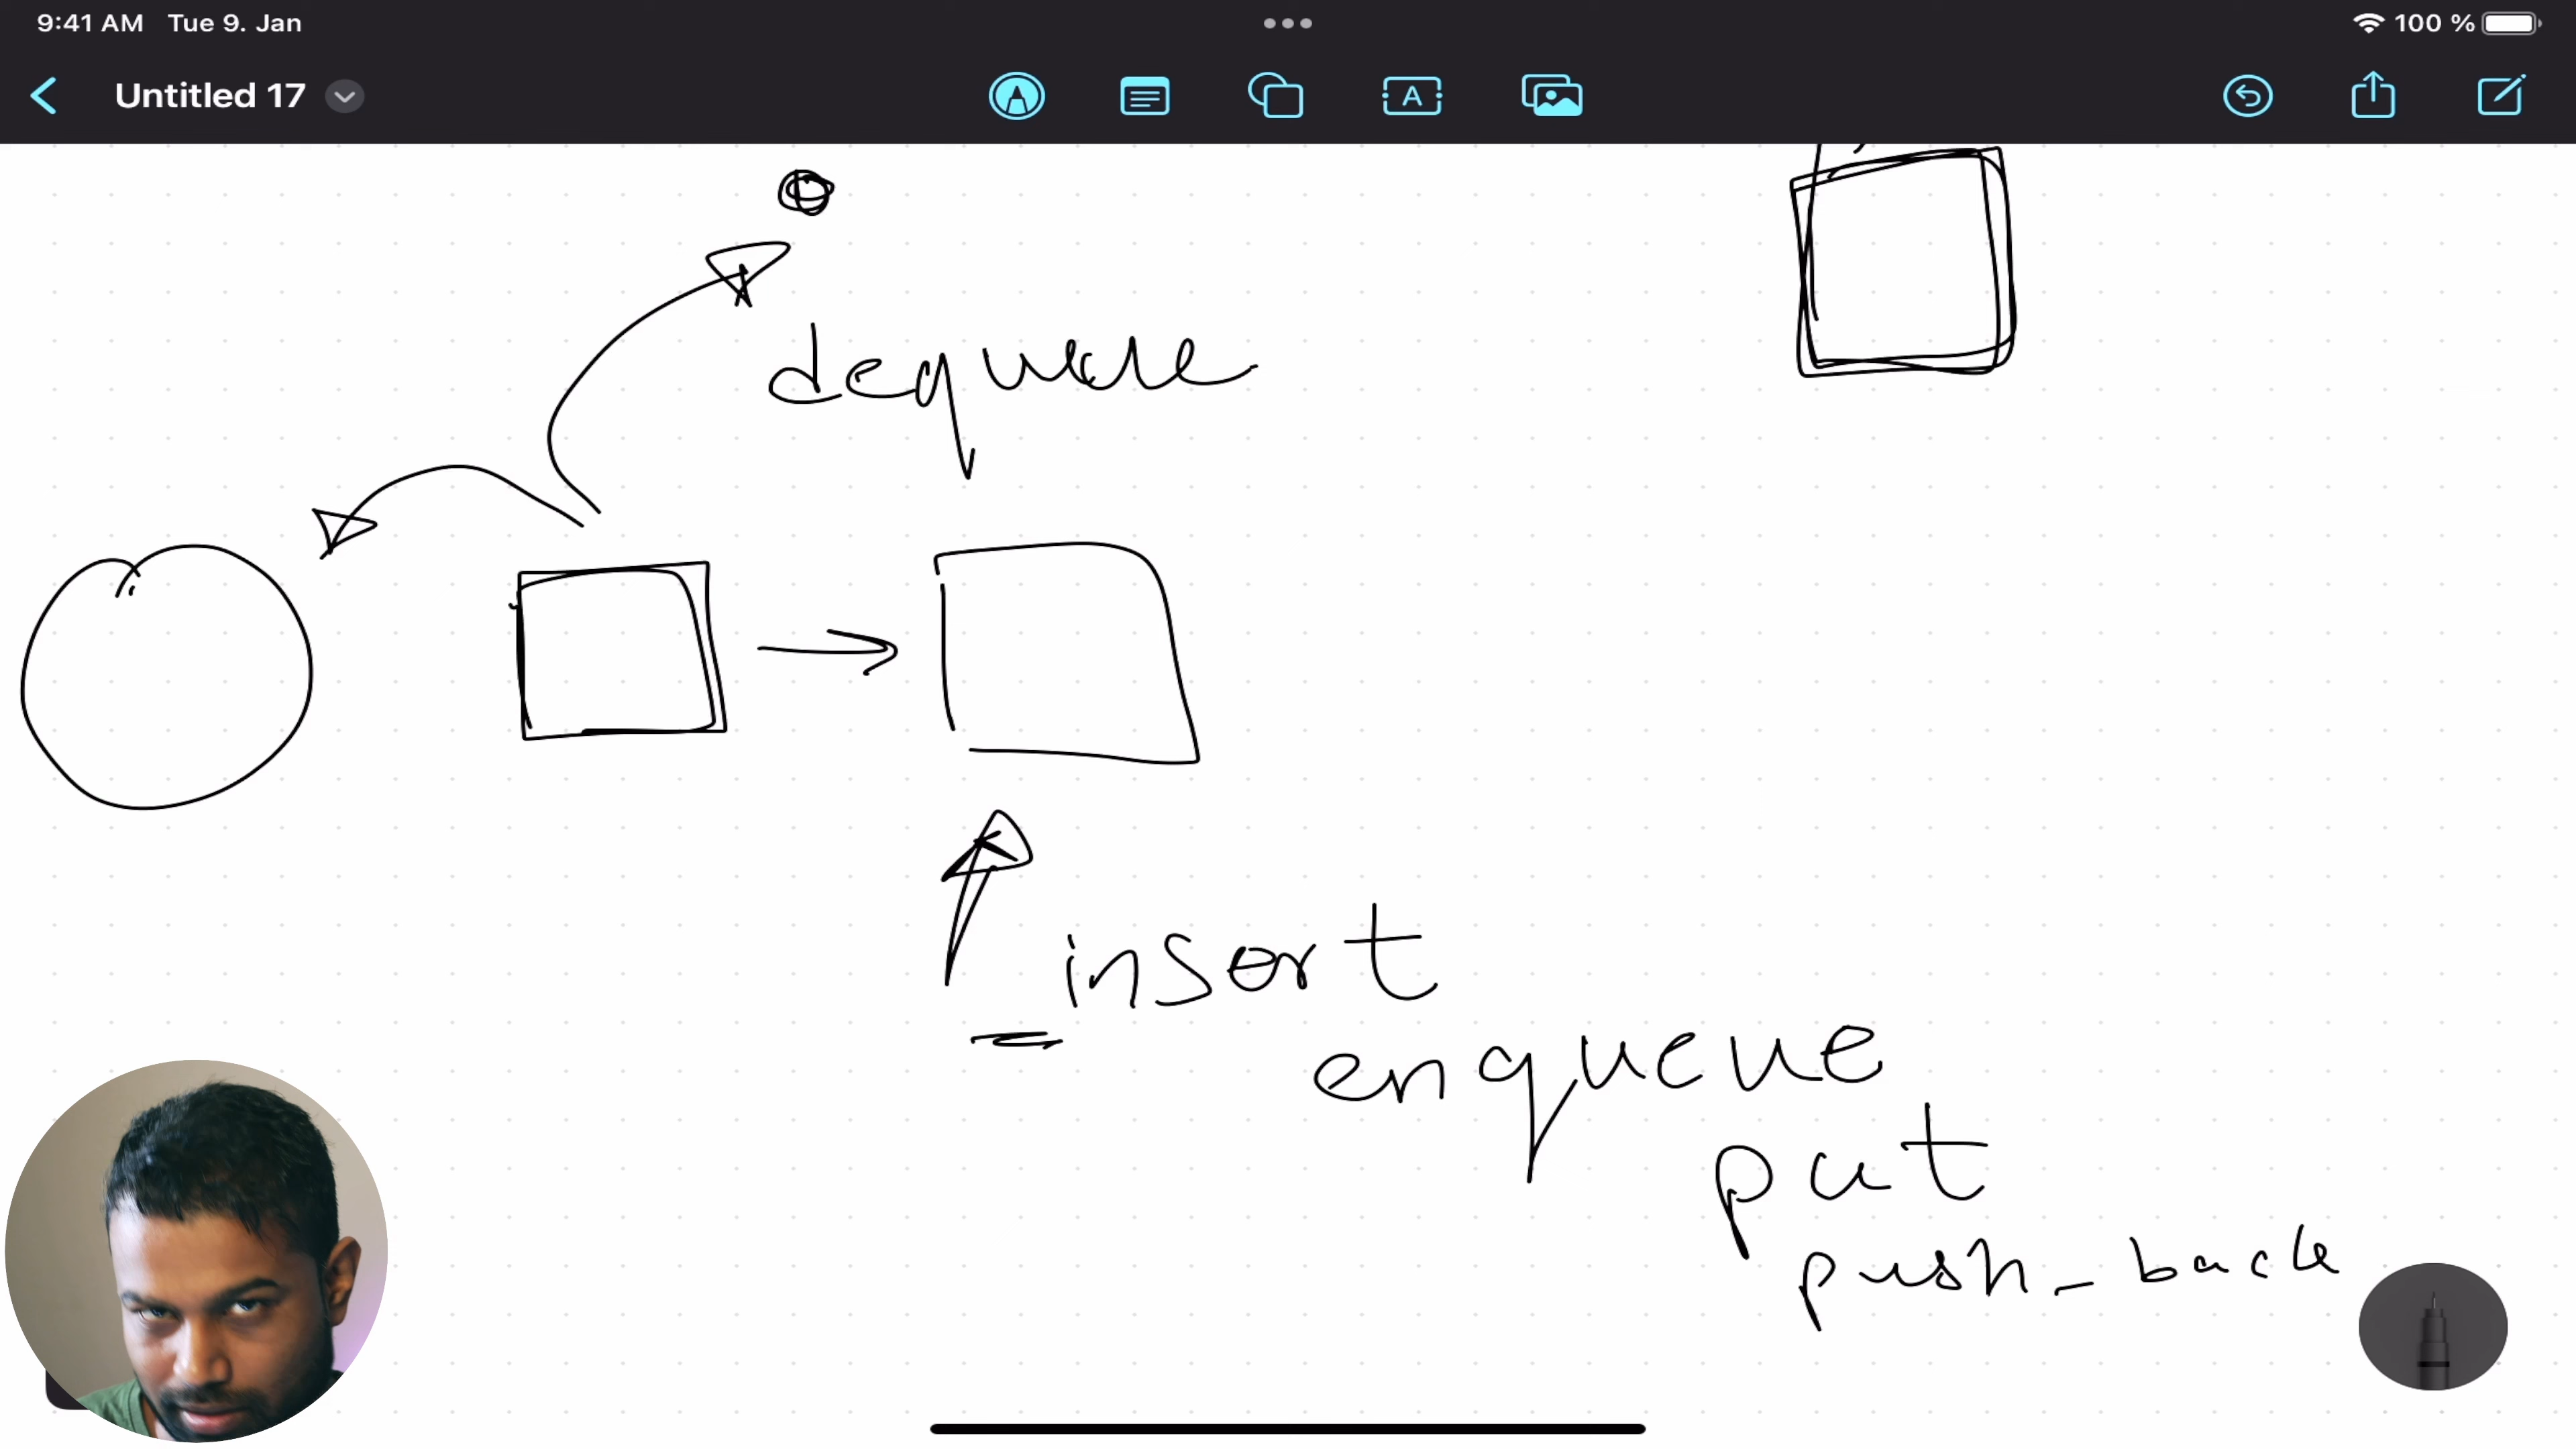 9:41 AM Tue 9. Jan
100 %
Untitled 17
A
dequeue
insert
enqueue
put
push_back